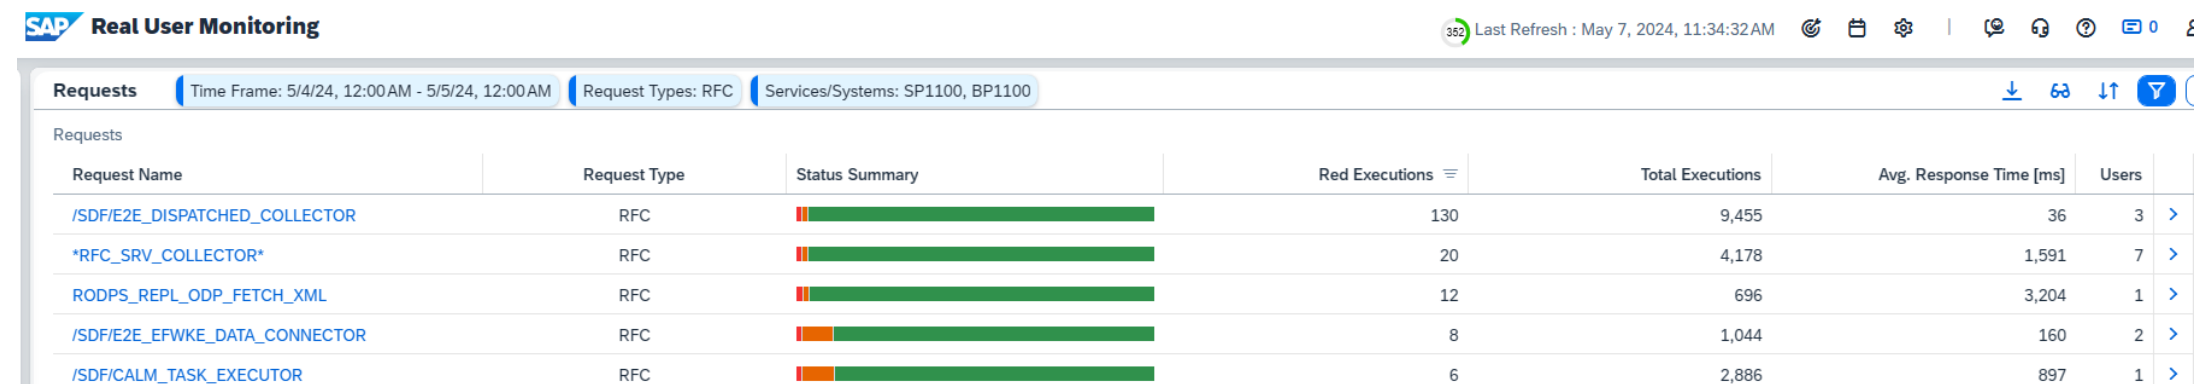 SAP Real User Monitoring 352 Last Refresh : May 7, 2024, 11:34:32 AM 0
Requests Time Frame: 5/4/24, 12:00 AM - 5/5/24, 12:00 AM Request Types: RFC Services/Systems: SP1100, BP1100
Requests
Request Name Request Type Status Summary Red Executions Total Executions Avg. Response Time [ms] Users
/SDF/E2E_DISPATCHED_COLLECTOR RFC 130 9,455 36 3
*RFC_SRV_COLLECTOR* RFC 20 4,178 1,591 7
RODPS_REPL_ODP_FETCH_XML RFC 12 696 3,204 1
/SDF/E2E_EFWKE_DATA_CONNECTOR RFC 8 1,044 160 2
/SDF/CALM_TASK_EXECUTOR RFC 6 2,886 897 1